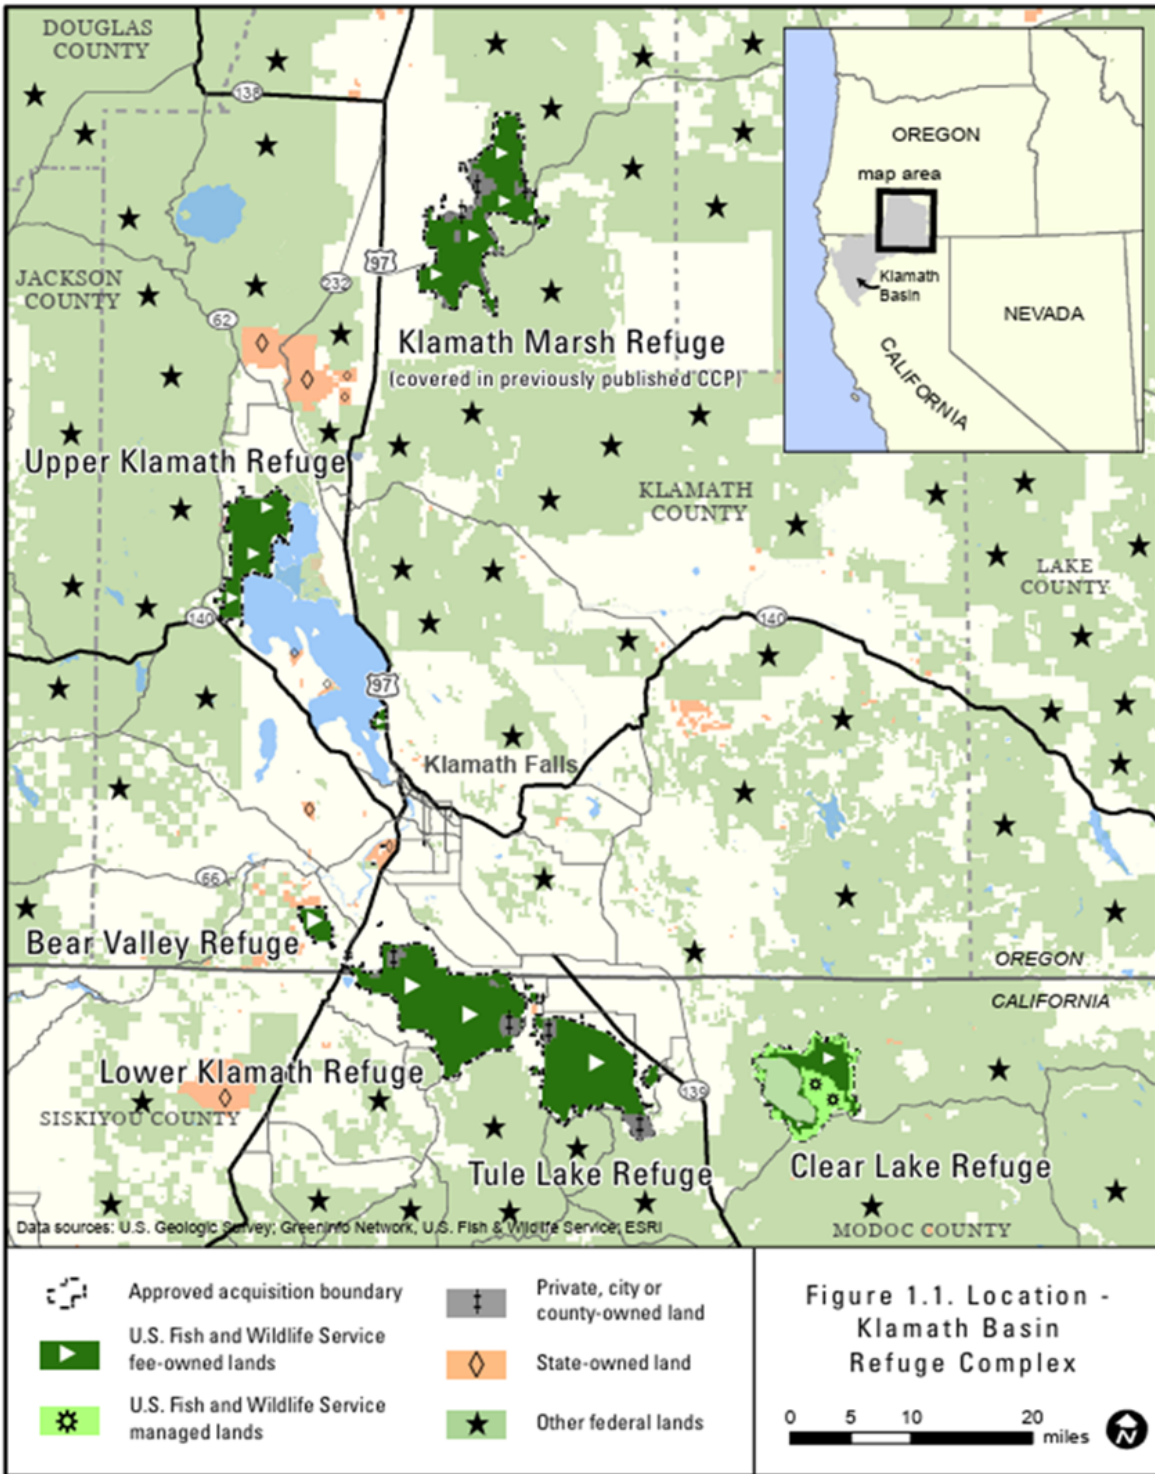 DOUGLAS
COUNTY
138
OREGON
map area
Klamath
Basin
NEVADA
CALIFORNIA
JACKSON
COUNTY
97
232
62
Klamath Marsh Refuge
(covered in previously published CCP)
Upper Klamath Refuge
KLAMATH
COUNTY
LAKE
COUNTY
140
140
97
Klamath Falls
66
Bear Valley Refuge
OREGON
CALIFORNIA
Lower Klamath Refuge
139
SISKIYOU COUNTY
Tule Lake Refuge
Clear Lake Refuge
MODOC COUNTY
Data sources: U.S. Geologic Survey; GreenInfo Network, U.S. Fish & Wildlife Service; ESRI
Approved acquisition boundary
U.S. Fish and Wildlife Service
fee-owned lands
U.S. Fish and Wildlife Service
managed lands
Private, city or
county-owned land
State-owned land
Other federal lands
Figure 1.1. Location -
Klamath Basin
Refuge Complex
0 5 10 20
miles
N